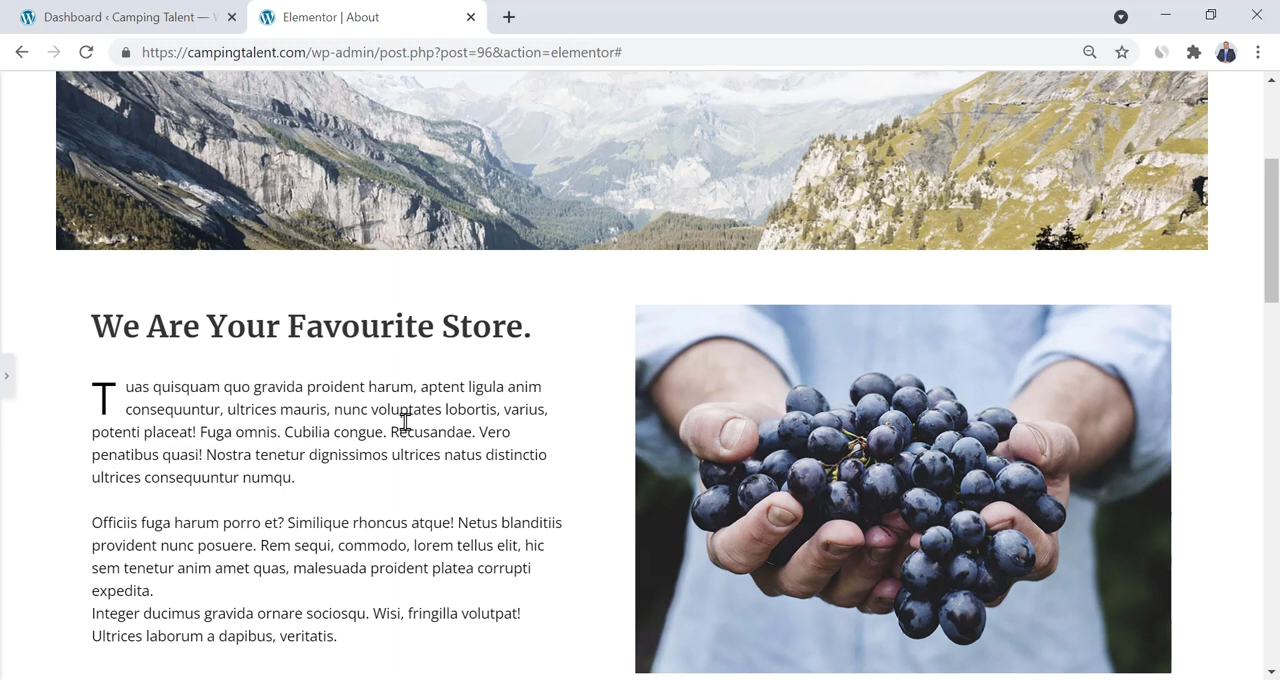 Dashboard ‹ Camping Talent — W
Elementor | About
https://campingtalent.com/wp-admin/post.php?post=96&action=elementor#
We Are Your Favourite Store.
Tuas quisquam quo gravida proident harum, aptent ligula anim
consequuntur, ultrices mauris, nunc voluptates lobortis, varius,
potenti placeat! Fuga omnis. Cubilia congue. Recusandae. Vero
penatibus quasi! Nostra tenetur dignissimos ultrices natus distinctio
ultrices consequuntur numqu.
Officiis fuga harum porro et? Similique rhoncus atque! Netus blanditiis
provident nunc posuere. Rem sequi, commodo, lorem tellus elit, hic
sem tenetur anim amet quas, malesuada proident platea corrupti
expedita.
Integer ducimus gravida ornare sociosqu. Wisi, fringilla volutpat!
Ultrices laborum a dapibus, veritatis.